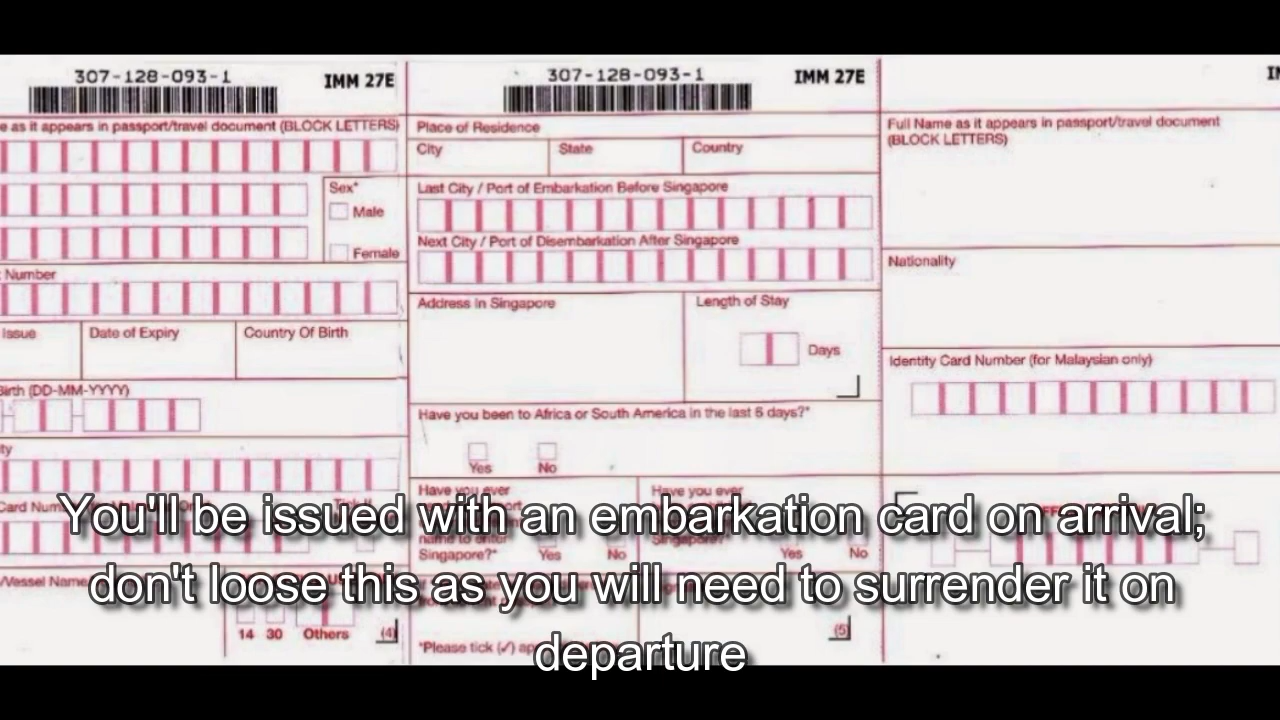 307-128-093-1
IMM 27E
e as it appears in passport/travel document (BLOCK LETTERS)
Sex*
Male
Female
Number
Issue
Date of Expiry
Country Of Birth
Birth (DD-MM-YYYY)
ty
/Vessel Name
14 30 Others (4)
307-128-093-1
IMM 27E
Place of Residence
City State Country
Last City / Port of Embarkation Before Singapore
Next City / Port of Disembarkation After Singapore
Address In Singapore
Length of Stay
Days
Have you been to Africa or South America in the last 6 days?*
Yes No
Have you ever
name to enter
Singapore?*
Yes No
Have you ever
Yes No
(5)
*Please tick (✓)
Full Name as it appears in passport/travel document
(BLOCK LETTERS)
Nationality
Identity Card Number (for Malaysian only)
You'll be issued with an embarkation card on arrival;
don't loose this as you will need to surrender it on
departure